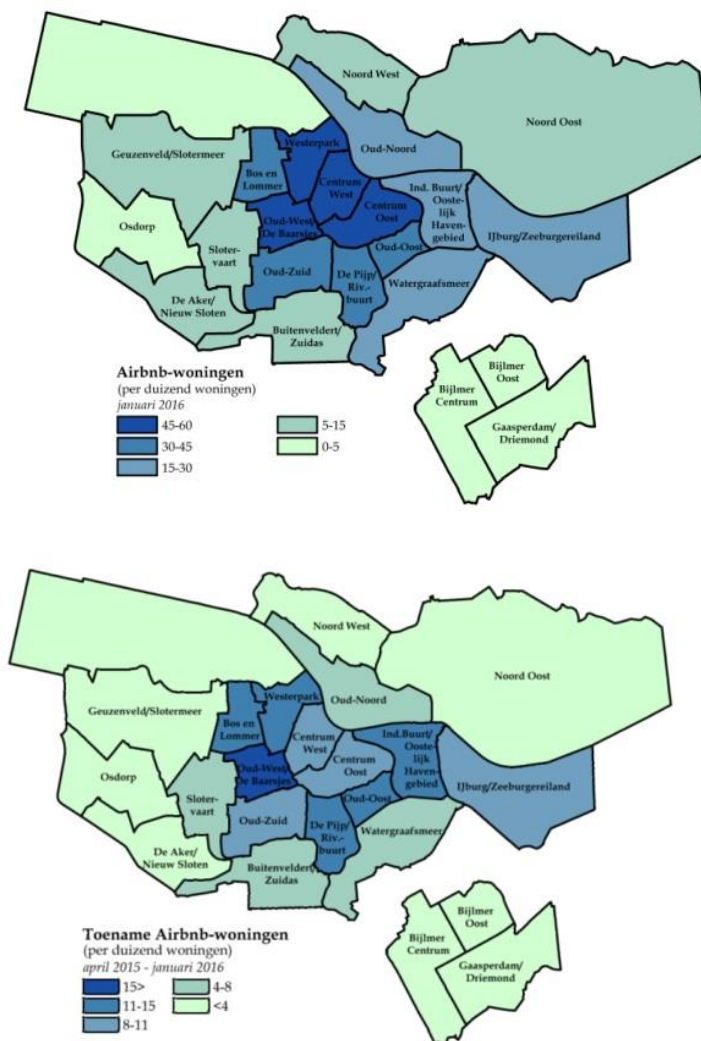 Noord West
Noord Oost
Westerpark
Oud-Noord
Geuzenveld/Slotermeer
Bos en
Lommer
Centrum
West
Ind. Buurt/
Oostelijk
Haven-
gebied
Centrum
Oost
Osdorp
Oud-West/
De Baarsjes
IJburg/Zeeburgereiland
Sloter-
vaart
Oud-Oost
Oud-Zuid
De Pijp/
Riv.-
buurt
Watergraafsmeer
De Aker/
Nieuw Sloten
Buitenveldert/
Zuidas
Airbnb-woningen
(per duizend woningen)
januari 2016
45-60
30-45
15-30
5-15
0-5
Bijlmer
Oost
Bijlmer
Centrum
Gaasperdam/
Driemond
Noord West
Noord Oost
Westerpark
Oud-Noord
Geuzenveld/Slotermeer
Bos en
Lommer
Centrum
West
Ind.Buurt/
Oostelijk
Haven-
gebied
Centrum
Oost
Oud-West/
De Baarsjes
Osdorp
IJburg/Zeeburgereiland
Sloter-
vaart
Oud-Oost
Oud-Zuid
De Pijp/
Riv.-
buurt
Watergraafsmeer
De Aker/
Nieuw Sloten
Buitenveldert/
Zuidas
Toename Airbnb-woningen
(per duizend woningen)
april 2015 - januari 2016
15>
11-15
8-11
4-8
<4
Bijlmer
Oost
Bijlmer
Centrum
Gaasperdam/
Driemond